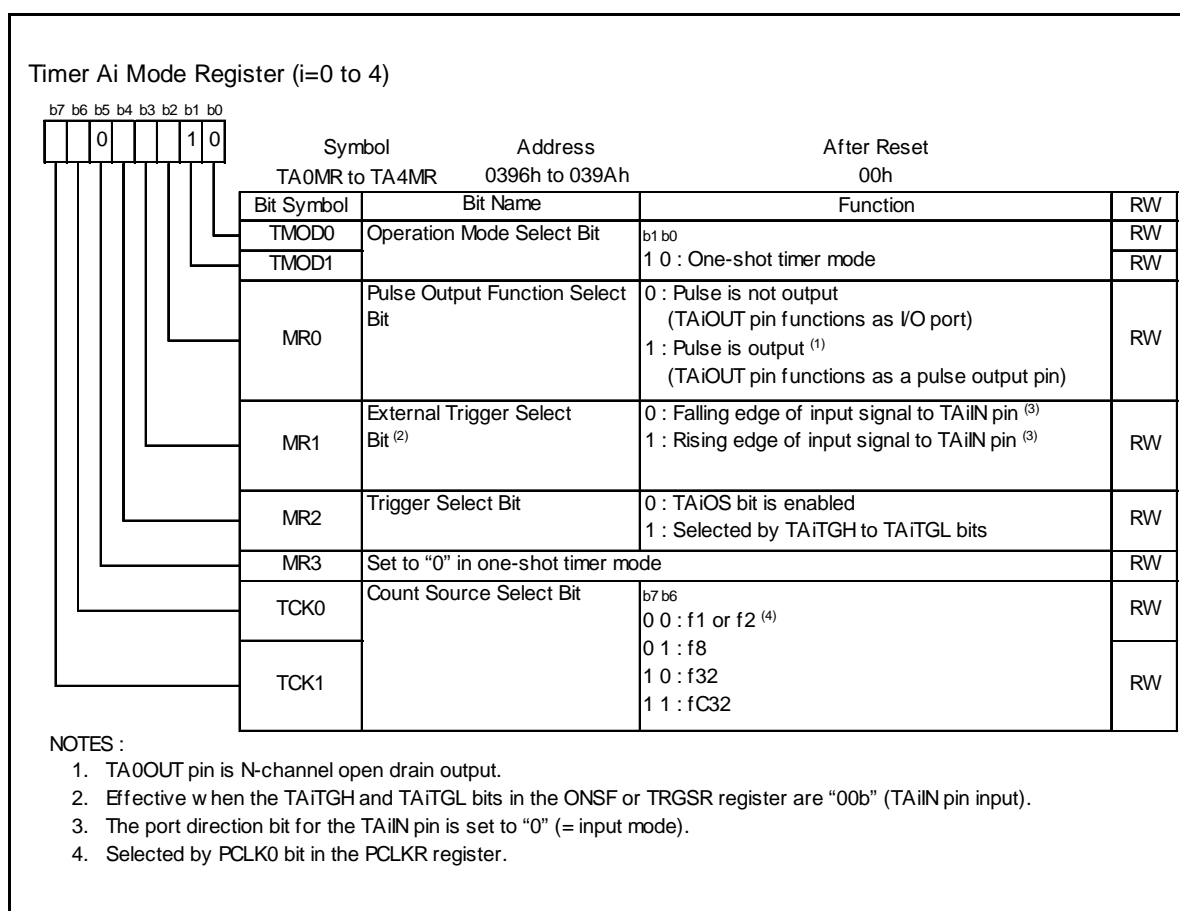 Timer Ai Mode Register (i=0 to 4)
b7 b6 b5 b4 b3 b2 b1 b0
0 1 0
Symbol Address After Reset
TA0MR to TA4MR 0396h to 039Ah 00h
Bit Symbol Bit Name Function RW
TMOD0 Operation Mode Select Bit b1 b0 RW
TMOD1 1 0 : One-shot timer mode RW
MR0 Pulse Output Function Select Bit 0 : Pulse is not output RW
(TAiOUT pin functions as I/O port)
1 : Pulse is output (1)
(TAiOUT pin functions as a pulse output pin)
MR1 External Trigger Select Bit (2) 0 : Falling edge of input signal to TAiIN pin (3) RW
1 : Rising edge of input signal to TAiIN pin (3)
MR2 Trigger Select Bit 0 : TAiOS bit is enabled RW
1 : Selected by TAiTGH to TAiTGL bits
MR3 Set to “0” in one-shot timer mode RW
TCK0 Count Source Select Bit b7 b6 RW
0 0 : f1 or f2 (4)
0 1 : f8
TCK1 1 0 : f32 RW
1 1 : fC32
NOTES :
1. TA0OUT pin is N-channel open drain output.
2. Effective when the TAiTGH and TAiTGL bits in the ONSF or TRGSR register are “00b” (TAiIN pin input).
3. The port direction bit for the TAiIN pin is set to “0” (= input mode).
4. Selected by PCLK0 bit in the PCLKR register.